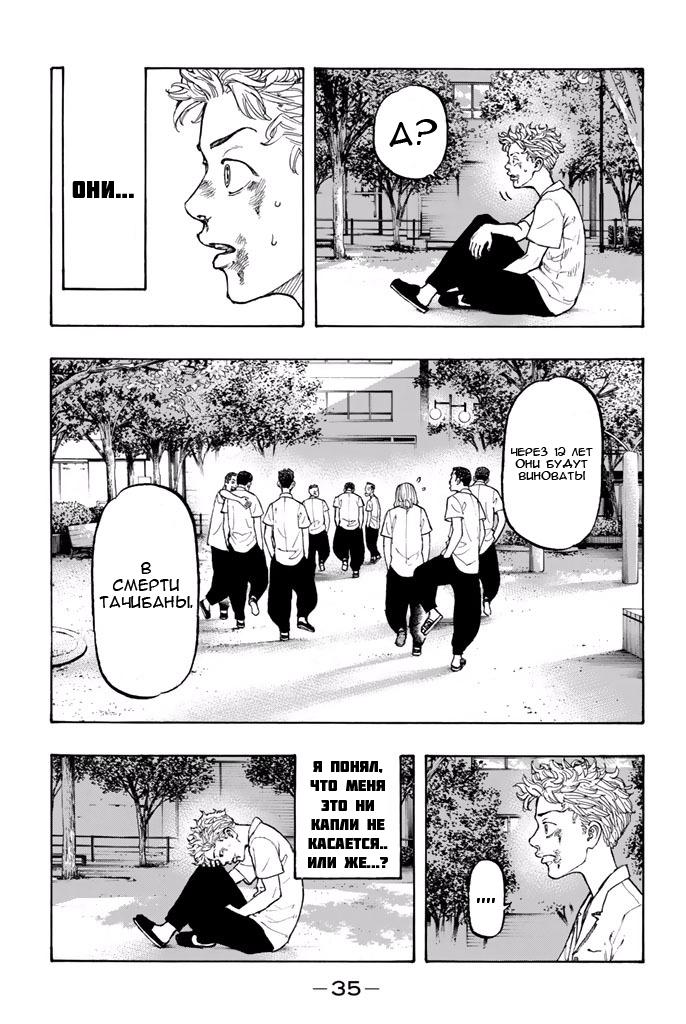 А?
ОНИ...
ЧЕРЕЗ 12 ЛЕТ
ОНИ БУДУТ
ВИНОВАТЫ
В
СМЕРТИ
ТАЧИБАНЫ.
,,,,
Я ПОНЯЛ,
ЧТО МЕНЯ
ЭТО НИ
КАПЛИ НЕ
КАСАЕТСЯ..
ИЛИ ЖЕ...?
—35—